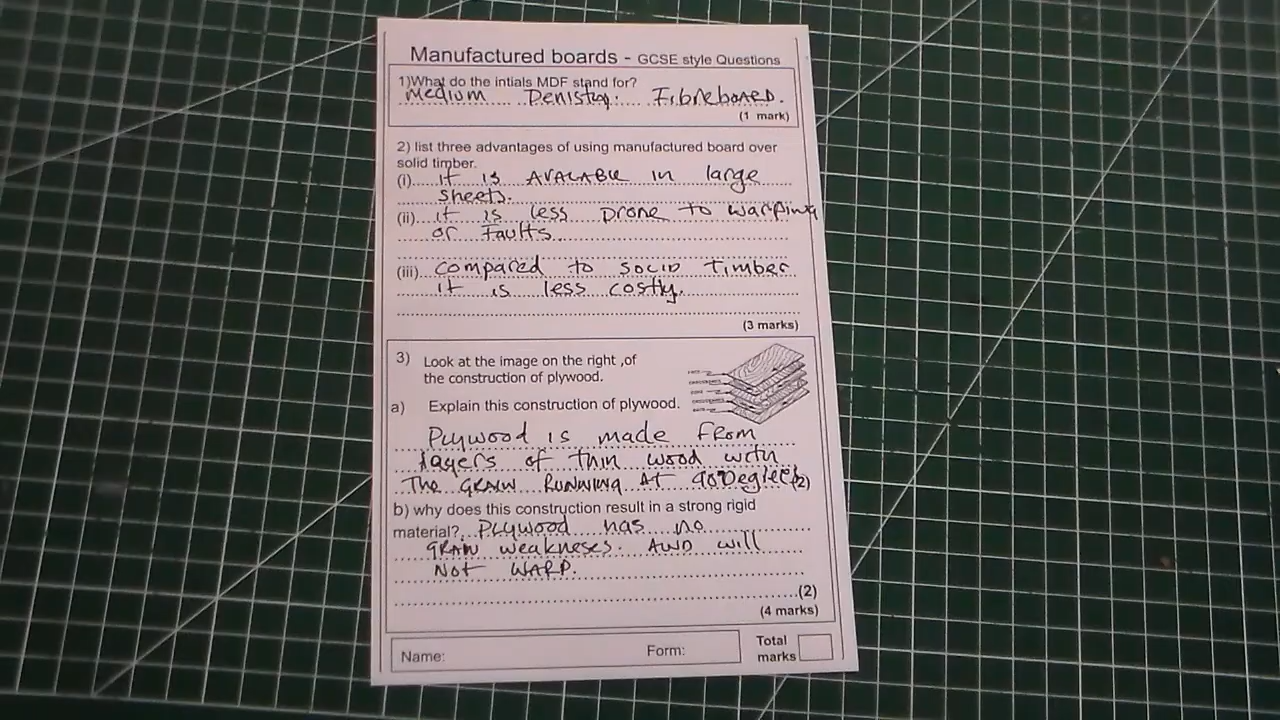 Manufactured boards - GCSE style Questions
1)What do the intials MDF stand for?
Medium Denisty Fibreboard.
(1 mark)
2) list three advantages of using manufactured board over
solid timber.
(i) it is AVALABLE in large
sheets.
(ii) it is less prone to warping
or Faults
(iii) compared to solid timber
it is less costly.
(3 marks)
3) Look at the image on the right ,of
the construction of plywood.
a) Explain this construction of plywood.
Plywood is made from
layers of thin wood with
The GRAIN RUNNING AT 90°Deglees (2)
b) why does this construction result in a strong rigid
material? Plywood has no
GRAIN weakneses. AND will
Not WARP.
(2)
(4 marks)
Name: Form: Total
marks